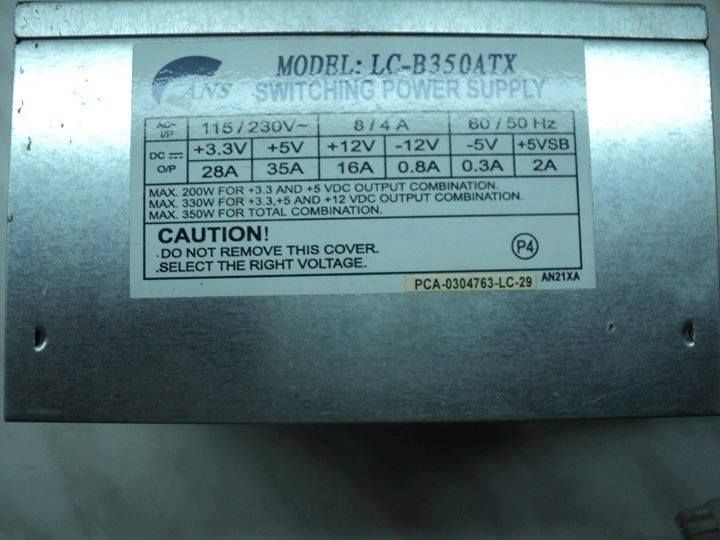 ANS
MODEL: LC-B350ATX
SWITCHING POWER SUPPLY
AC~ I/P 115/230V~ 8/4 A 60/50 Hz
DC O/P +3.3V +5V +12V -12V -5V +5VSB
28A 35A 16A 0.8A 0.3A 2A
MAX. 200W FOR +3.3 AND +5 VDC OUTPUT COMBINATION.
MAX. 330W FOR +3.3,+5 AND +12 VDC OUTPUT COMBINATION.
MAX. 350W FOR TOTAL COMBINATION.
CAUTION!
.DO NOT REMOVE THIS COVER.
.SELECT THE RIGHT VOLTAGE.
P4
PCA-0304763-LC-29 AN21XA